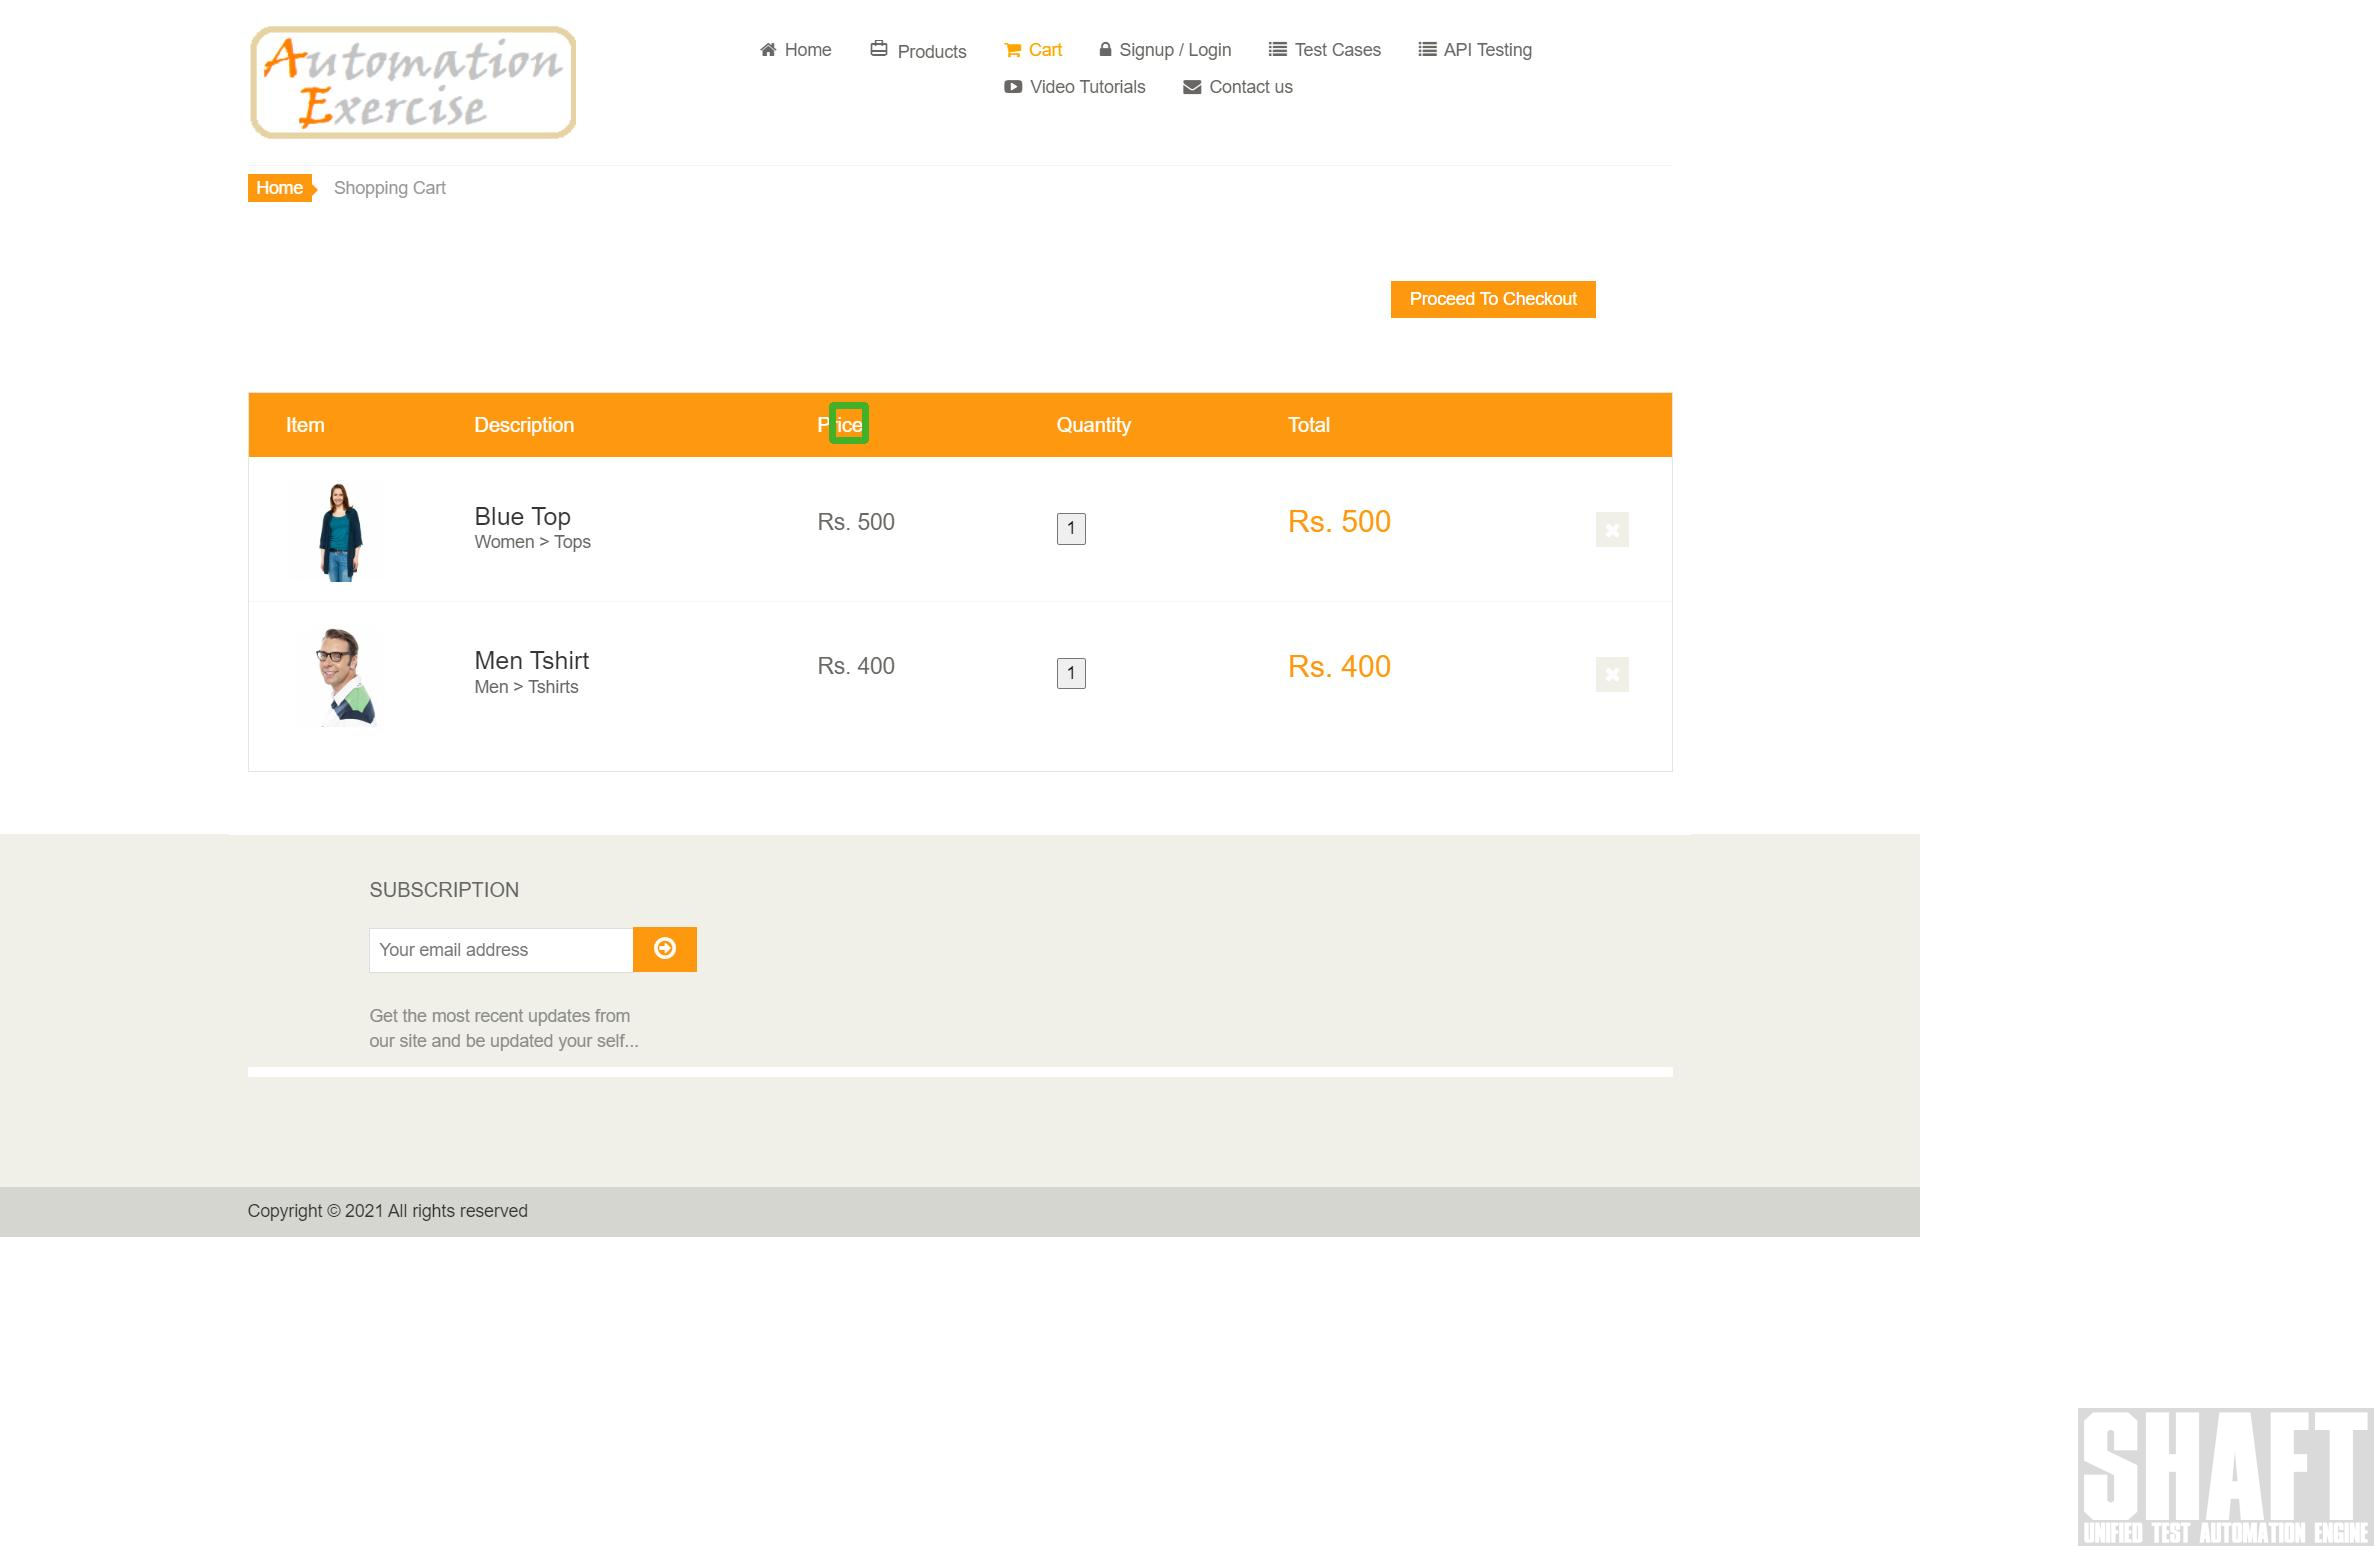 Automation
Exercise
Home
Products
Cart
Signup / Login
Test Cases
API Testing
Video Tutorials
Contact us
Home
Shopping Cart
Proceed To Checkout
Item Description Price Quantity Total
Blue Top
Women > Tops
Rs. 500
1
Rs. 500
Men Tshirt
Men > Tshirts
Rs. 400
1
Rs. 400
SUBSCRIPTION
Your email address
Get the most recent updates from
our site and be updated your self...
Copyright © 2021 All rights reserved
SHAFT
UNIFIED TEST AUTOMATION ENGINE